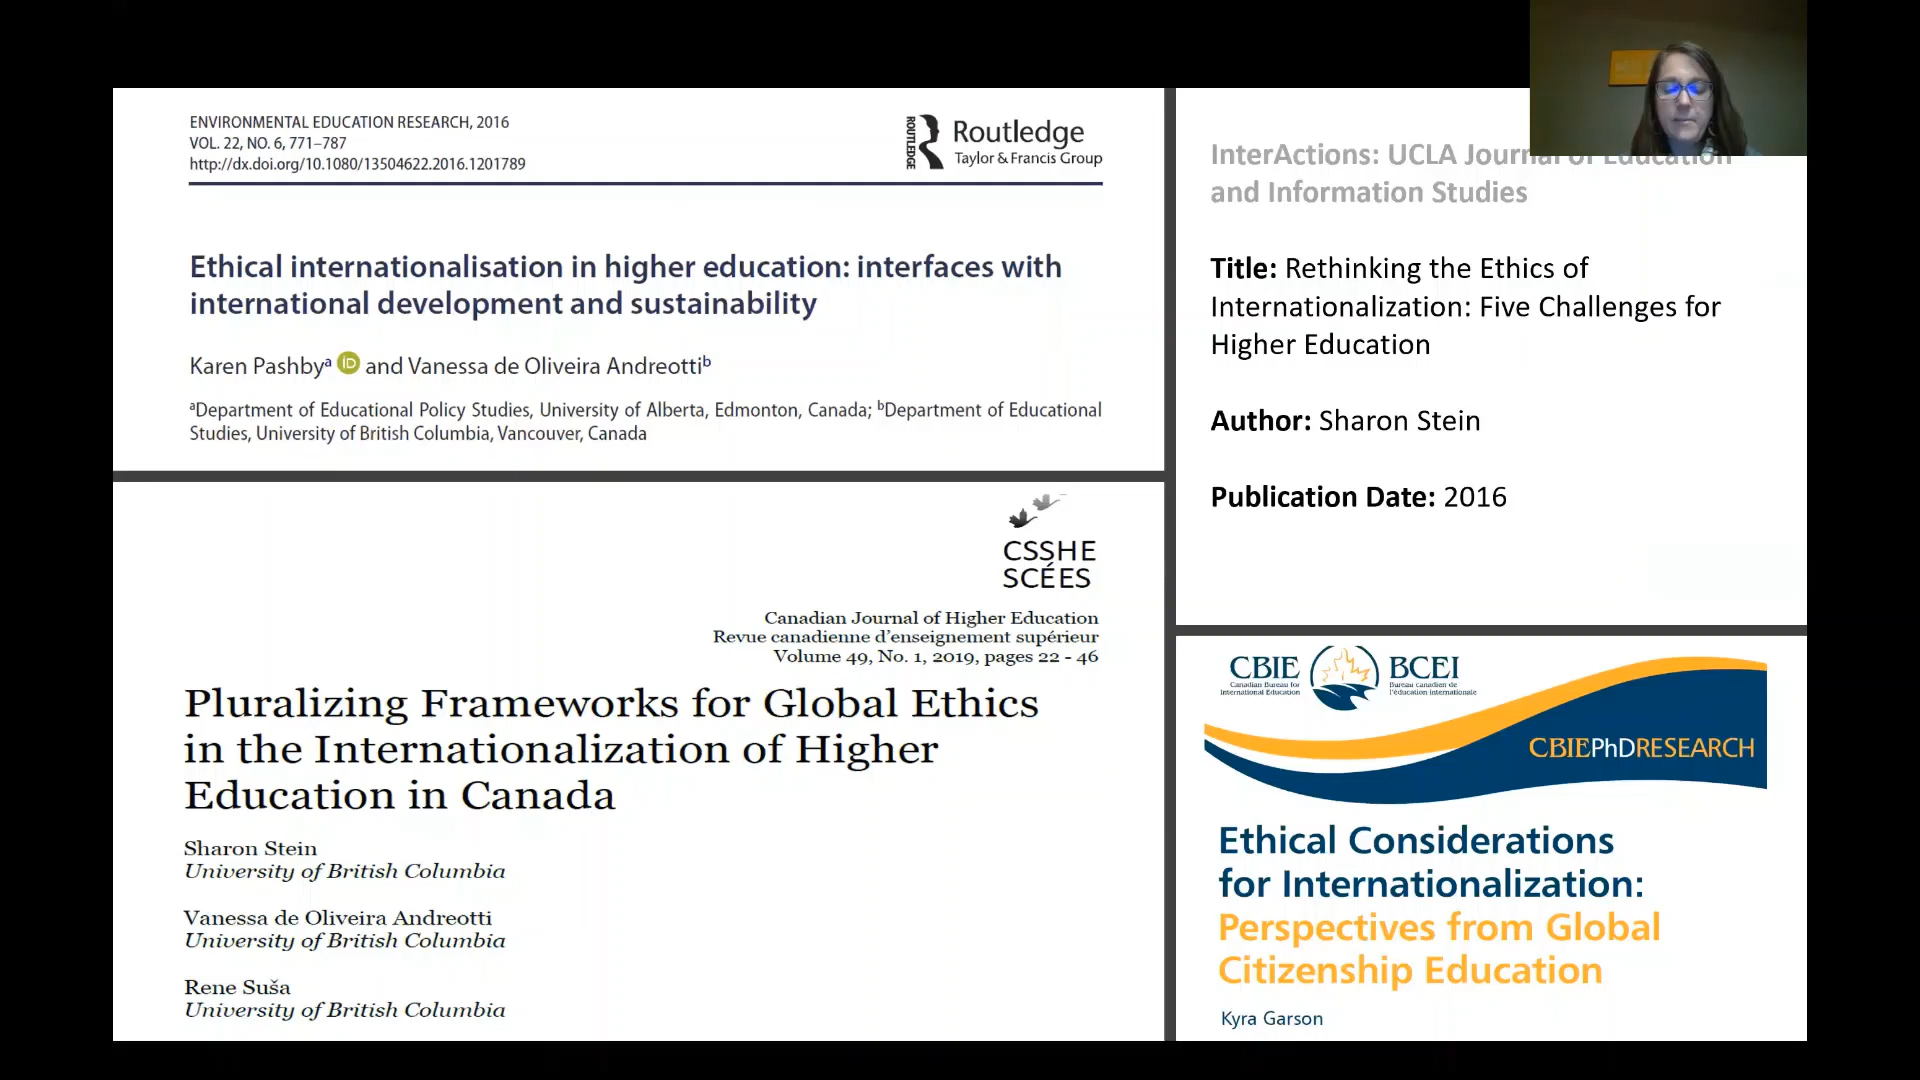 ENVIRONMENTAL EDUCATION RESEARCH, 2016
VOL. 22, NO. 6, 771–787
http://dx.doi.org/10.1080/13504622.2016.1201789
ROUTLEDGE
Routledge
Taylor & Francis Group
Ethical internationalisation in higher education: interfaces with
international development and sustainability
Karen Pashbyª iD and Vanessa de Oliveira Andreottiᵇ
ªDepartment of Educational Policy Studies, University of Alberta, Edmonton, Canada; ᵇDepartment of Educational
Studies, University of British Columbia, Vancouver, Canada
CSSHE
SCÉES
Canadian Journal of Higher Education
Revue canadienne d'enseignement supérieur
Volume 49, No. 1, 2019, pages 22 - 46
Pluralizing Frameworks for Global Ethics
in the Internationalization of Higher
Education in Canada
Sharon Stein
University of British Columbia
Vanessa de Oliveira Andreotti
University of British Columbia
Rene Suša
University of British Columbia
InterActions: UCLA Journal of Education
and Information Studies
Title: Rethinking the Ethics of
Internationalization: Five Challenges for
Higher Education
Author: Sharon Stein
Publication Date: 2016
CBIE BCEI
Canadian Bureau for Bureau canadien de
International Education l'éducation internationale
CBIEPhDRESEARCH
Ethical Considerations
for Internationalization:
Perspectives from Global
Citizenship Education
Kyra Garson